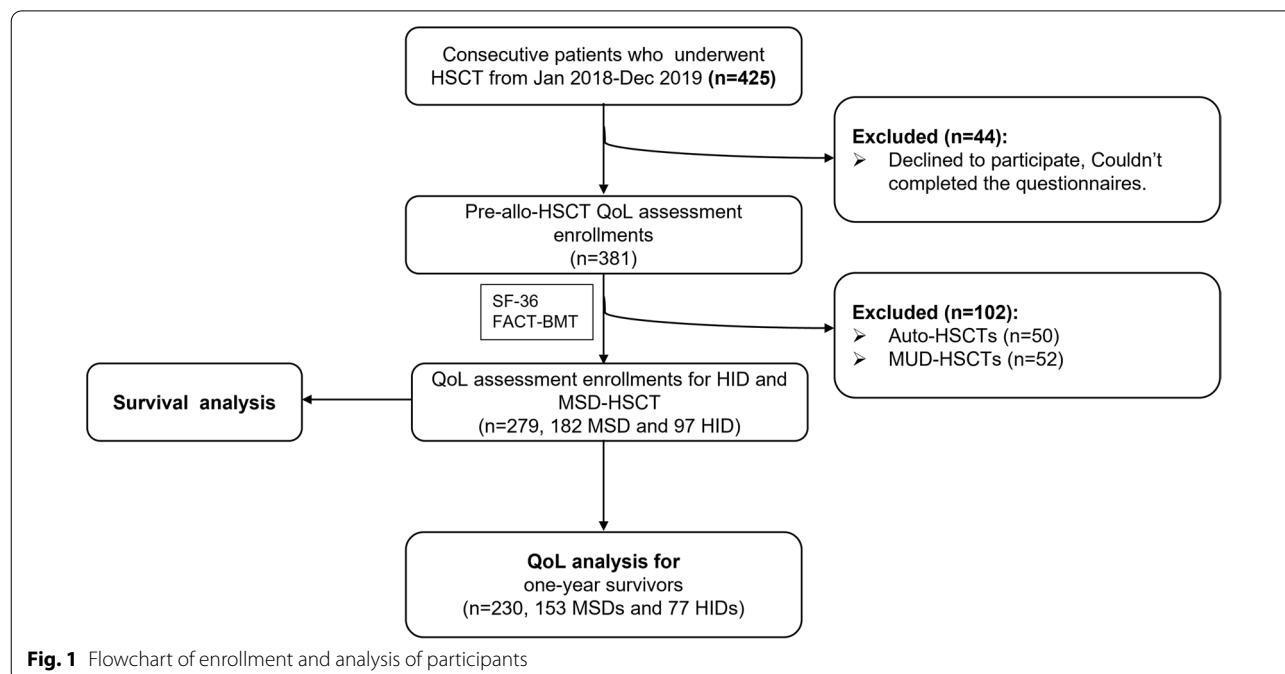 Consecutive patients who underwent
HSCT from Jan 2018-Dec 2019 (n=425)
Excluded (n=44):
➢ Declined to participate, Couldn't
completed the questionnaires.
Pre-allo-HSCT QoL assessment
enrollments
(n=381)
SF-36
FACT-BMT
Excluded (n=102):
➢ Auto-HSCTs (n=50)
➢ MUD-HSCTs (n=52)
Survival analysis
QoL assessment enrollments for HID and
MSD-HSCT
(n=279, 182 MSD and 97 HID)
QoL analysis for
one-year survivors
(n=230, 153 MSDs and 77 HIDs)
Fig. 1 Flowchart of enrollment and analysis of participants